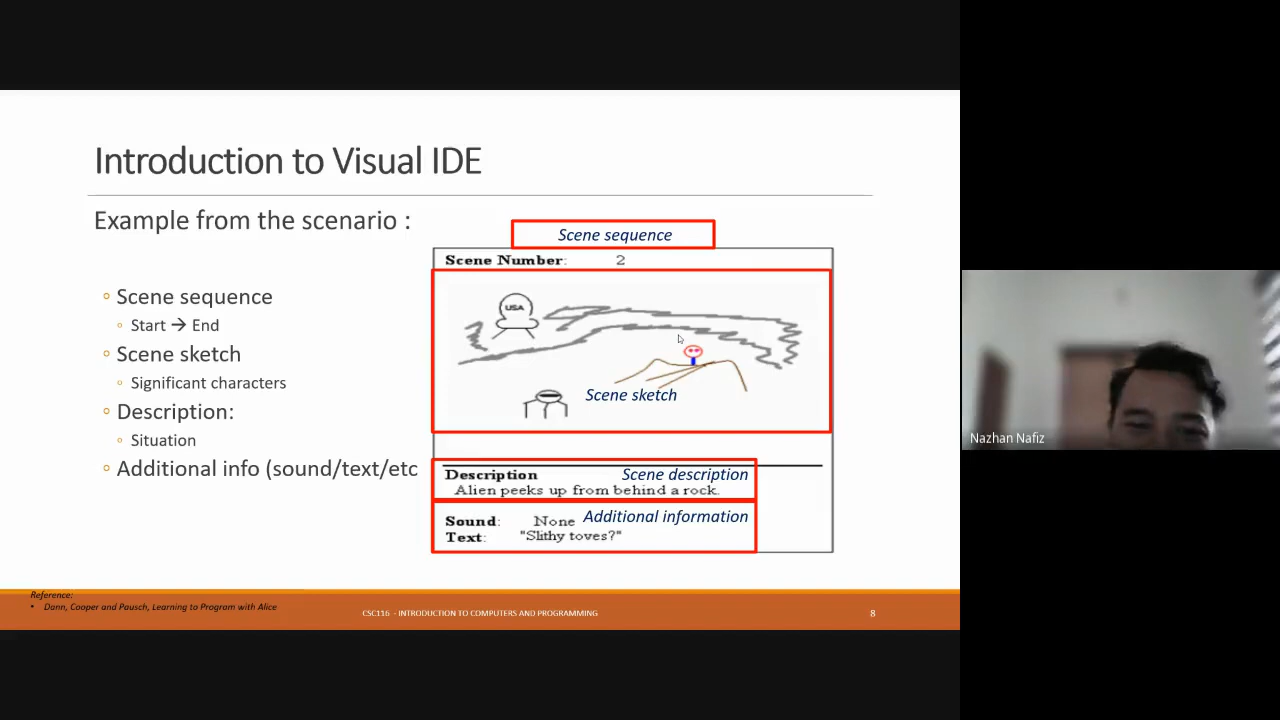 Introduction to Visual IDE
Example from the scenario :
Scene sequence
Start → End
Scene sketch
Significant characters
Description:
Situation
Additional info (sound/text/etc
Scene sequence
Scene Number: 2
USA
Scene sketch
Description Scene description
Alien peeks up from behind a rock.
Sound: None Additional information
Text: "Slithy toves?"
Reference:
• Dann, Cooper and Pausch, Learning to Program with Alice
CSC116 - INTRODUCTION TO COMPUTERS AND PROGRAMMING
8
Nazhan Nafiz